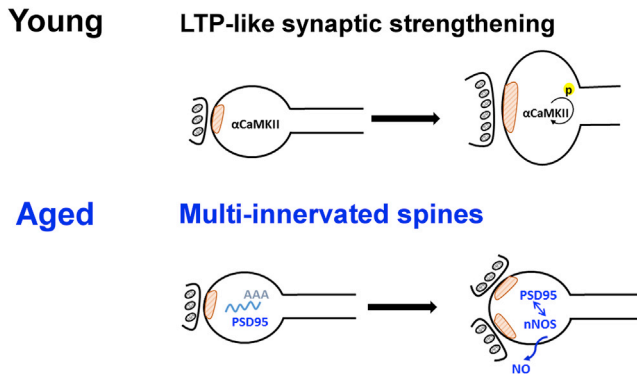 Young
LTP-like synaptic strengthening
αCaMKII
p
αCaMKII
Aged
Multi-innervated spines
AAA
PSD95
PSD95
nNOS
NO